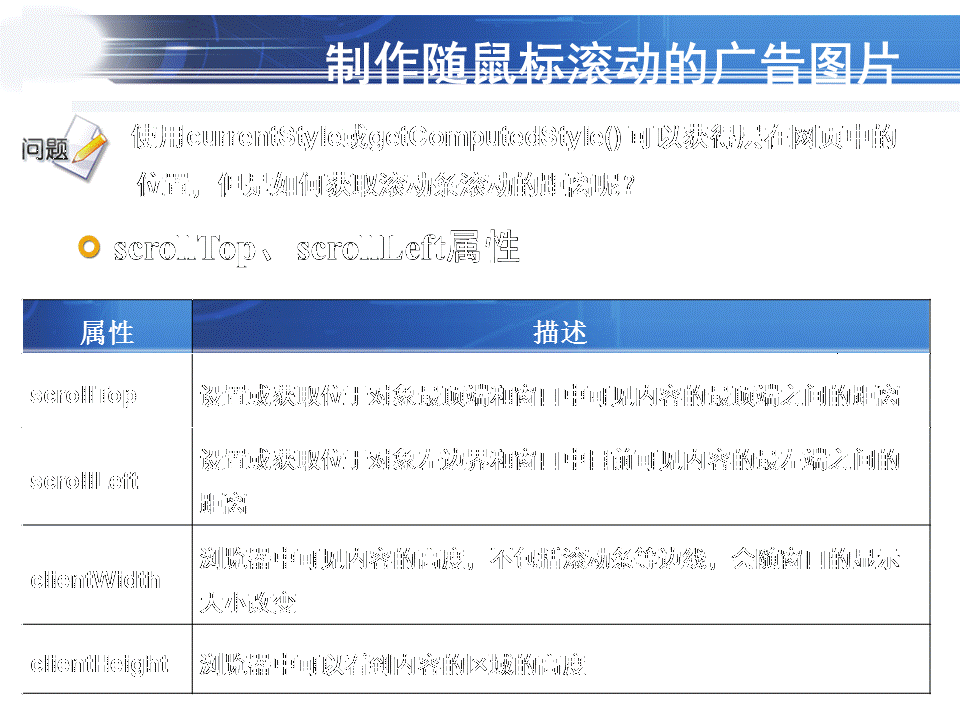 制作随鼠标滚动的广告图片
问题
使用currentStyle或getComputedStyle() 可以获得层在网页中的
位置，但是如何获取滚动条滚动的距离呢？
scrollTop、scrollLeft属性
属性 描述
scrollTop 设置或获取位于对象最顶端和窗口中可见内容的最顶端之间的距离
scrollLeft 设置或获取位于对象左边界和窗口中目前可见内容的最左端之间的
距离
clientWidth 浏览器中可见内容的高度，不包括滚动条等边线，会随窗口的显示
大小改变
clientHeight 浏览器中可以看到内容的区域的高度